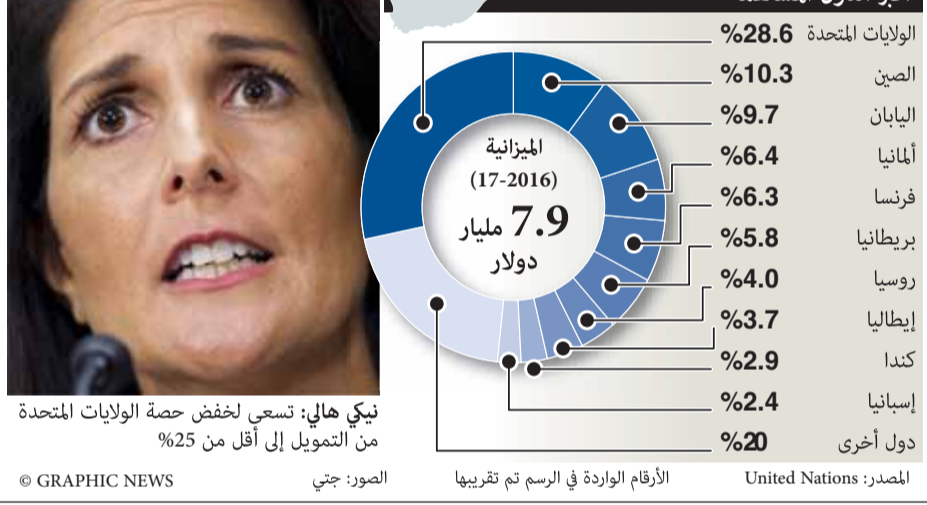 الولايات المتحدة %28.6
الصين %10.3
اليابان %9.7
ألمانيا %6.4
فرنسا %6.3
بريطانيا %5.8
روسيا %4.0
إيطاليا %3.7
كندا %2.9
إسبانيا %2.4
دول أخرى %20
الميزانية
(2016-17)
7.9 مليار
دولار
نيكي هالي: تسعى لخفض حصة الولايات المتحدة
من التمويل إلى أقل من 25%
المصدر: United Nations
الأرقام الواردة في الرسم تم تقريبها
الصور: جتي
© GRAPHIC NEWS